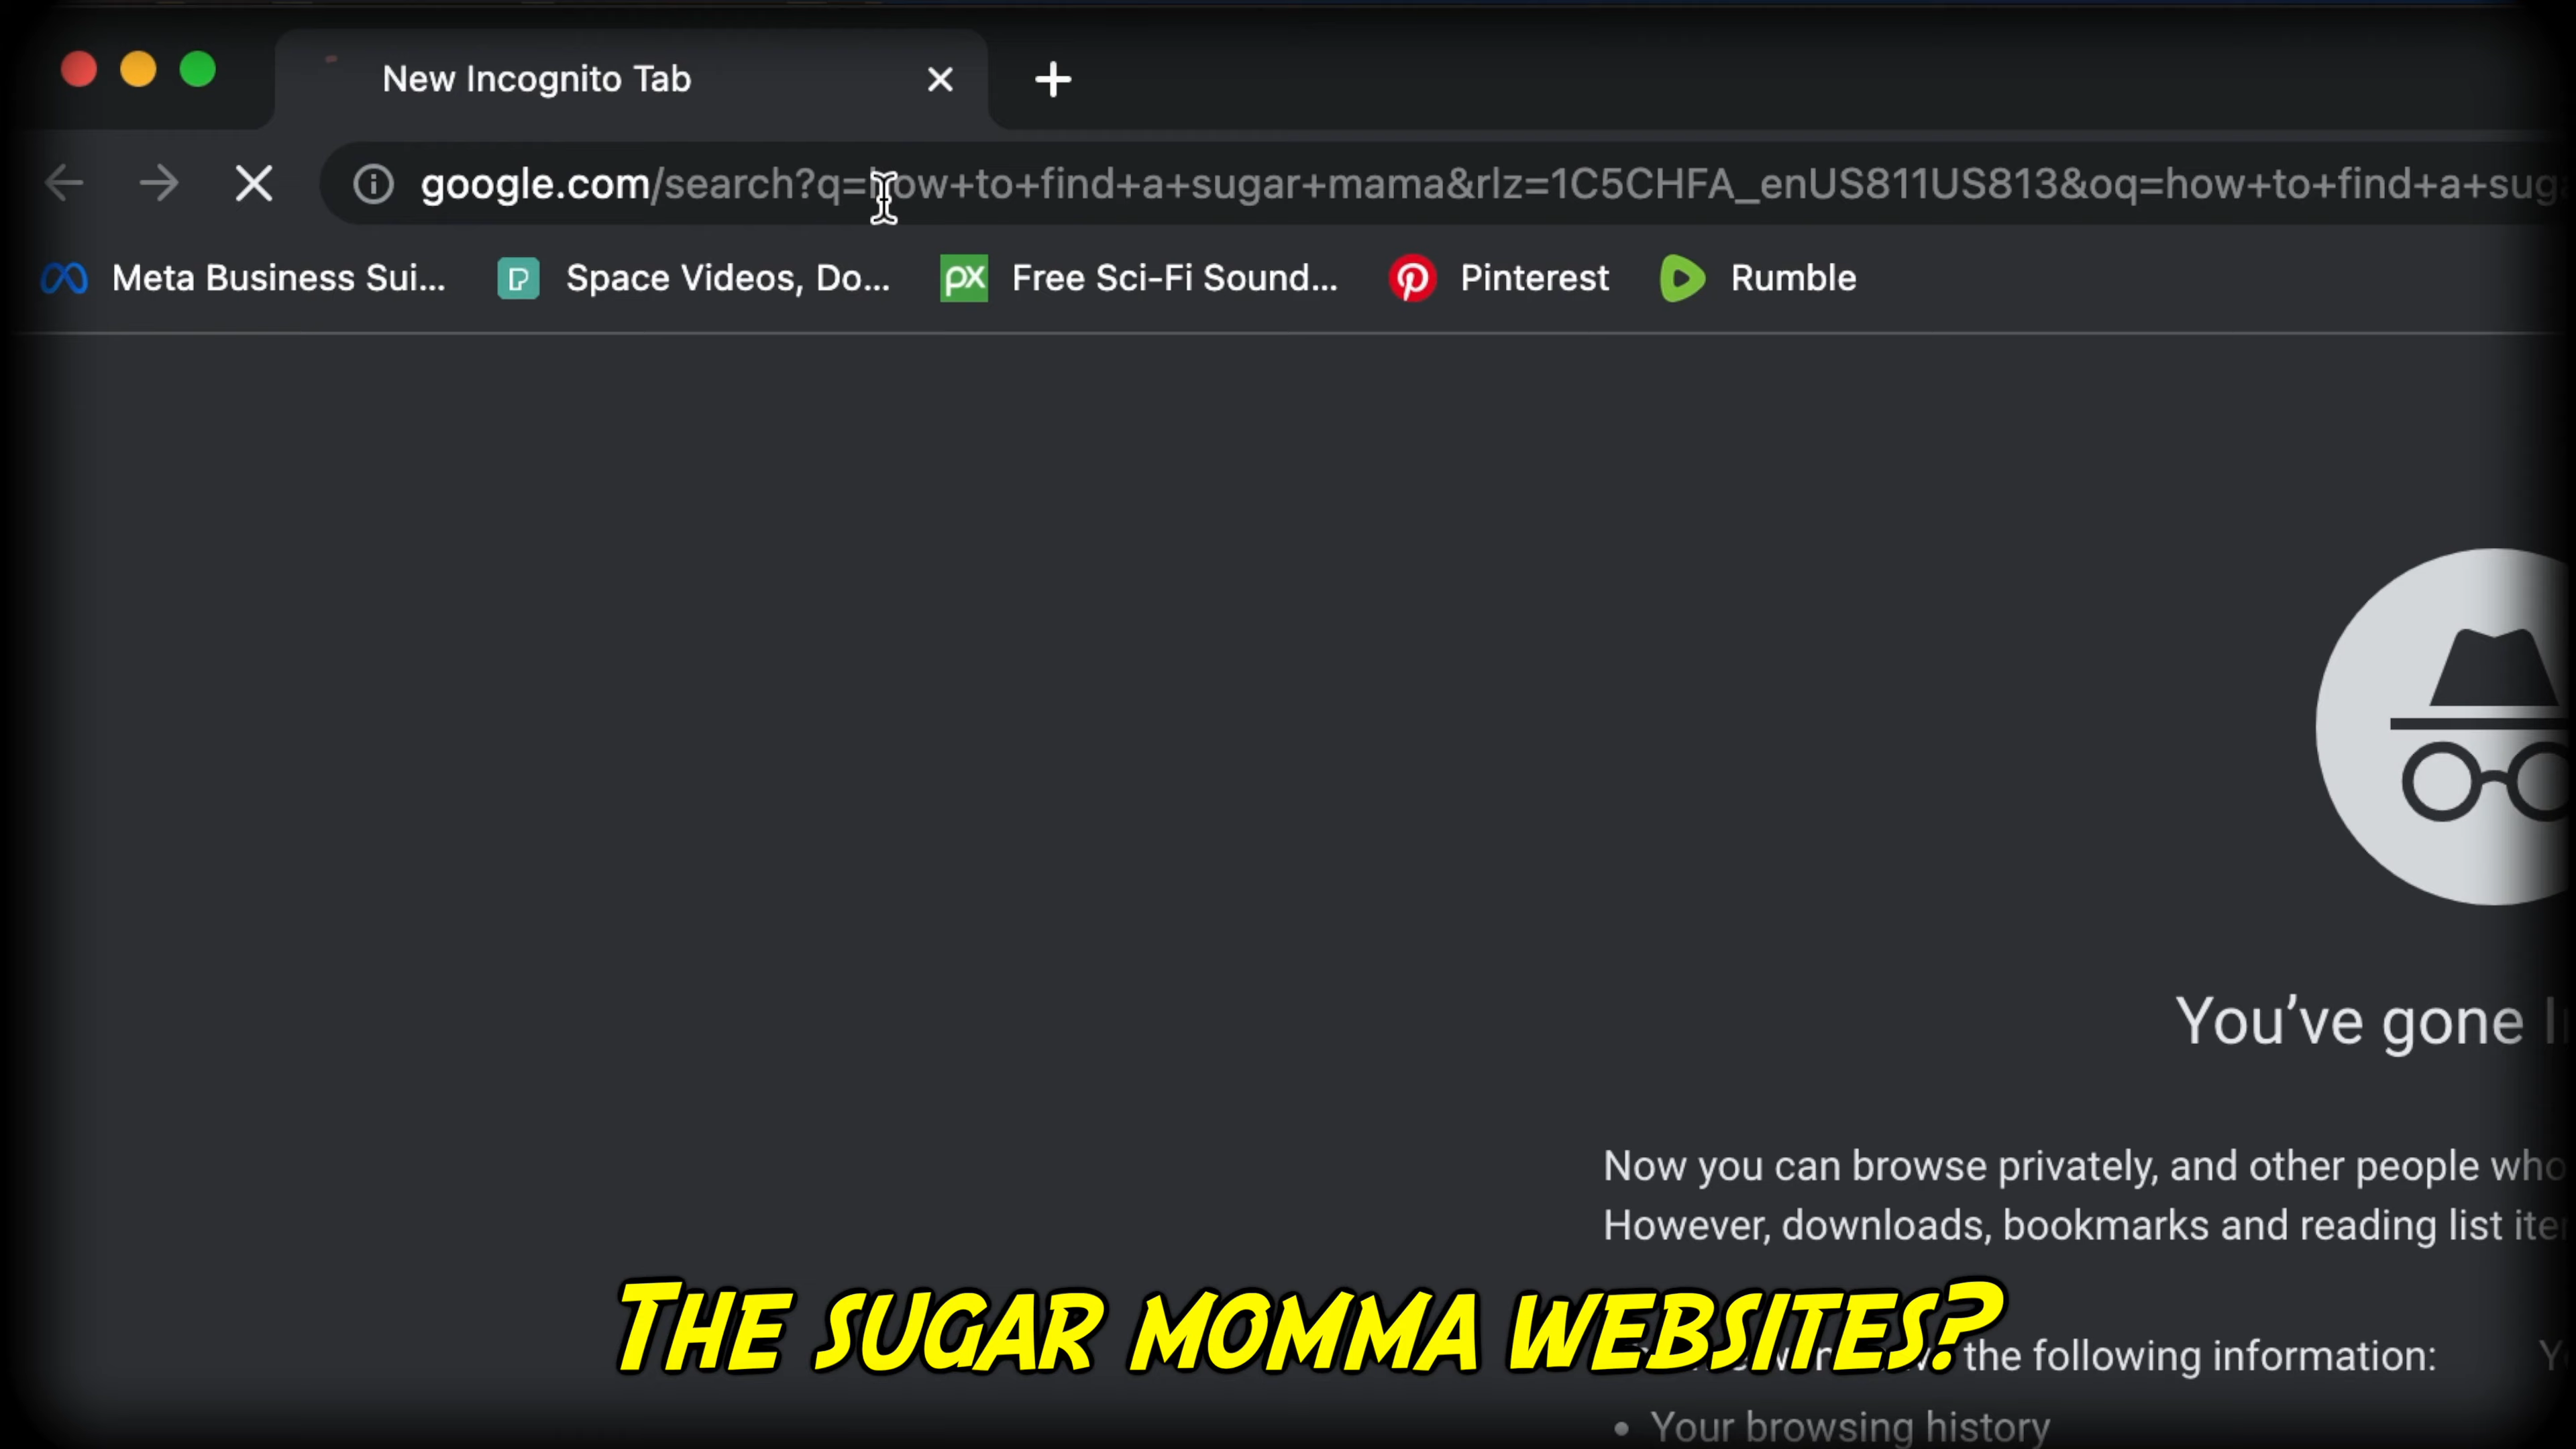 New Incognito Tab
google.com/search?q=how+to+find+a+sugar+mama&rlz=1C5CHFA_enUS811US813&oq=how+to+find+a+sug
Meta Business Sui... Space Videos, Do... Free Sci-Fi Sound... Pinterest Rumble
You've gone
Now you can browse privately, and other people who
However, downloads, bookmarks and reading list
THE SUGAR MOMMA WEBSITES?
the following information:
• Your browsing history